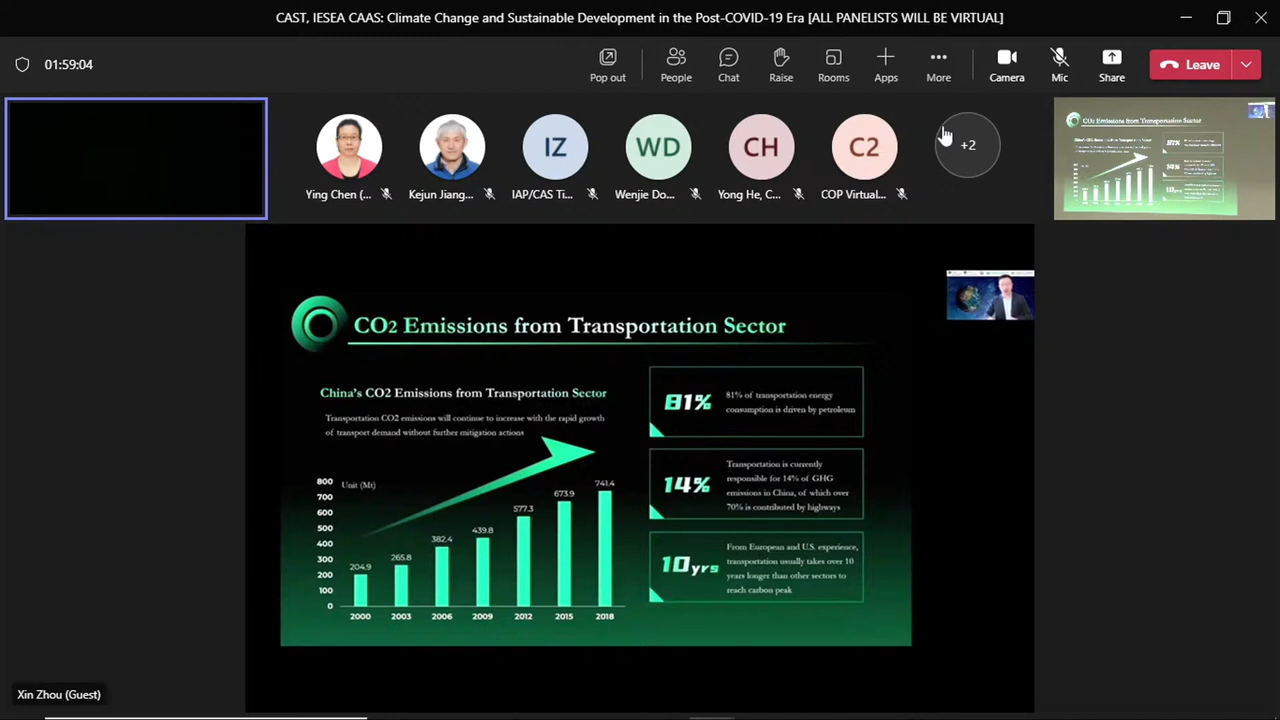 CAST, IESEA CAAS: Climate Change and Sustainable Development in the Post-COVID-19 Era [ALL PANELISTS WILL BE VIRTUAL]
01:59:04
Pop out
People
Chat
Raise
Rooms
Apps
More
Camera
Mic
Share
Leave
IZ
WD
CH
C2
+2
Ying Chen (...
Kejun Jiang...
IAP/CAS Ti...
Wenjie Do...
Yong He, C...
COP Virtual...
CO2 Emissions from Transportation Sector
China's CO2 Emissions from Transportation Sector
Transportation CO2 emissions will continue to increase with the rapid growth
of transport demand without further mitigation actions
Unit (Mt)
800
700
600
500
400
300
200
100
0
204.9
265.8
382.4
439.8
577.3
673.9
741.4
2000
2003
2006
2009
2012
2015
2018
81%
81% of transportation energy
consumption is driven by petroleum
14%
Transportation is currently
responsible for 14% of GHG
emissions in China, of which over
70% is contributed by highways
10yrs
From European and U.S. experience,
transportation usually takes over 10
years longer than other sectors to
reach carbon peak
Xin Zhou (Guest)
CO2 Emissions from Transportation Sector
81%
14%
10yrs